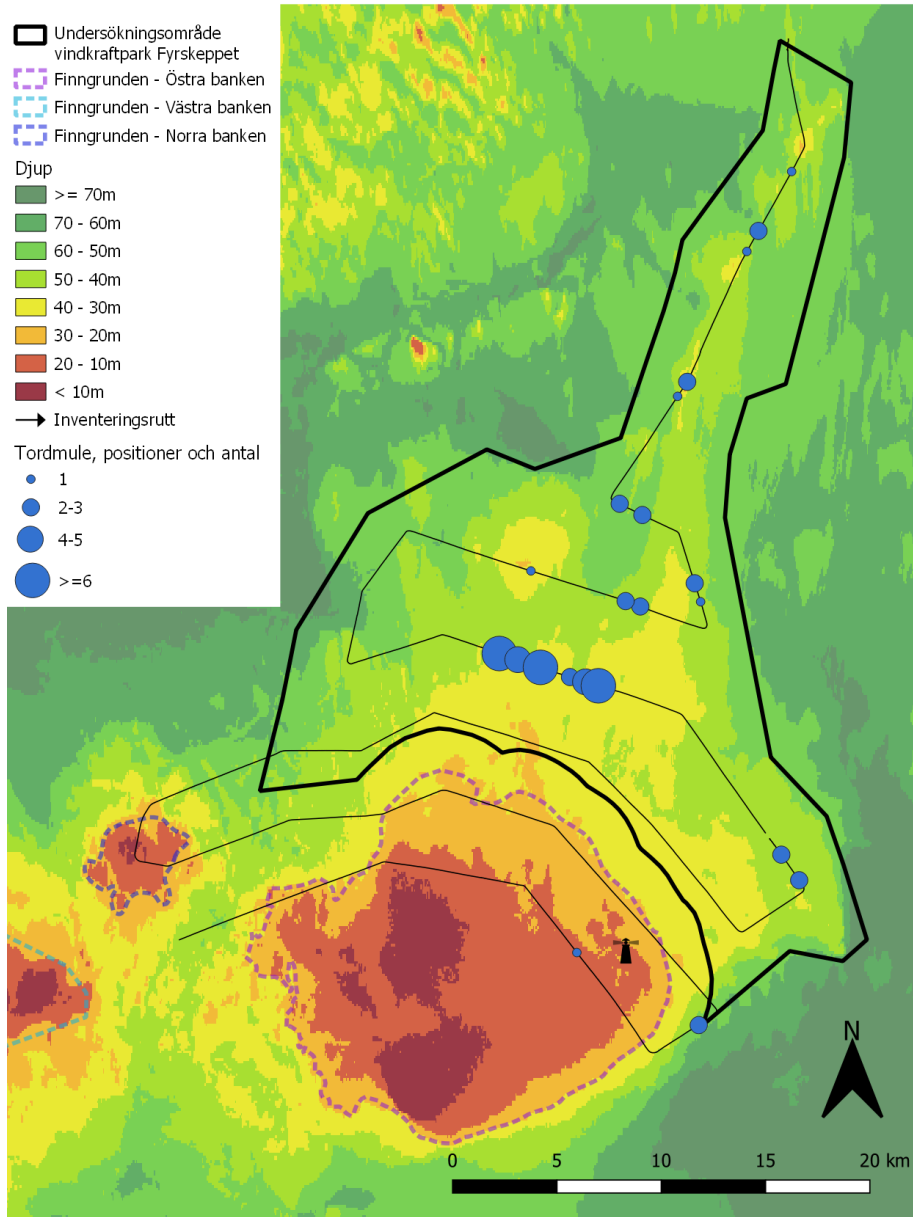 Undersökningsområde
vindkraftpark Fyrskeppet
Finngrunden - Östra banken
Finngrunden - Västra banken
Finngrunden - Norra banken
Djup
>= 70m
70 - 60m
60 - 50m
50 - 40m
40 - 30m
30 - 20m
20 - 10m
< 10m
Inventeringsrutt
Tordmule, positioner och antal
1
2-3
4-5
>=6
N
0 5 10 15 20 km